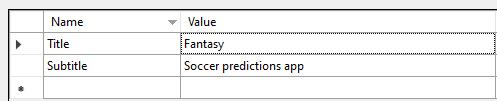 Name Value
Title Fantasy
Subtitle Soccer predictions app